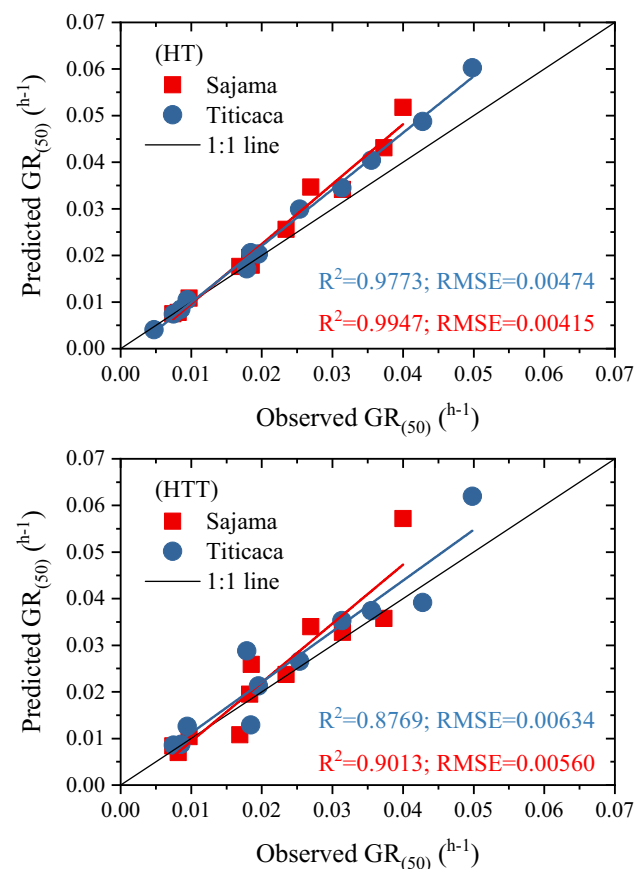 (HT)
Sajama
Titicaca
1:1 line
R²=0.9773; RMSE=0.00474
R²=0.9947; RMSE=0.00415
Predicted GR₍₅₀₎ (h-1)
0.07
0.06
0.05
0.04
0.03
0.02
0.01
0.00
0.00 0.01 0.02 0.03 0.04 0.05 0.06 0.07
Observed GR₍₅₀₎ (h-1)
(HTT)
Sajama
Titicaca
1:1 line
R²=0.8769; RMSE=0.00634
R²=0.9013; RMSE=0.00560
Predicted GR₍₅₀₎ (h-1)
0.07
0.06
0.05
0.04
0.03
0.02
0.01
0.00
0.00 0.01 0.02 0.03 0.04 0.05 0.06 0.07
Observed GR₍₅₀₎ (h-1)